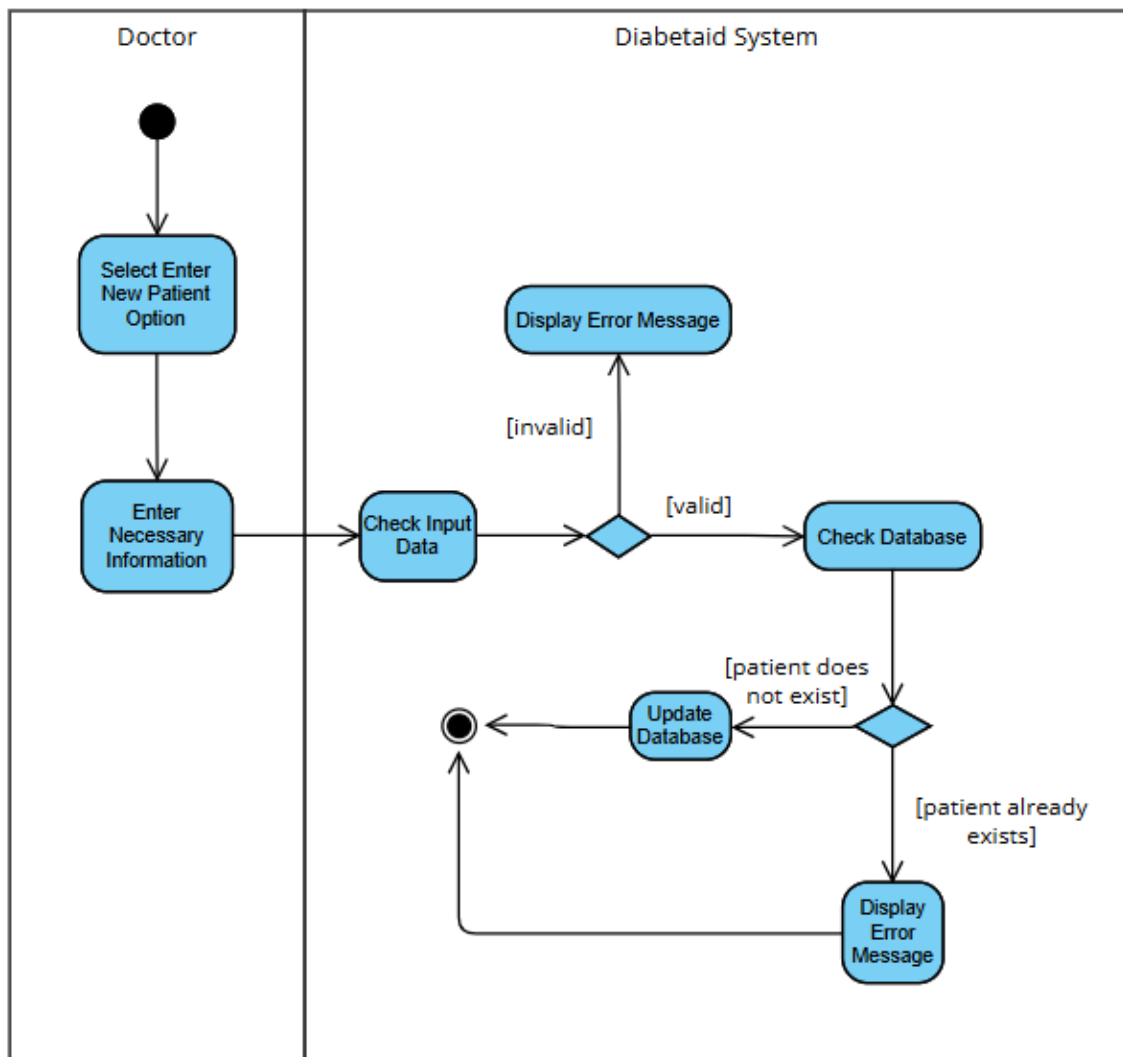 Doctor
Diabetaid System
Select Enter
New Patient
Option
Display Error Message
[invalid]
Enter
Necessary
Information
Check Input
Data
[valid]
Check Database
[patient does
not exist]
Update
Database
[patient already
exists]
Display
Error
Message